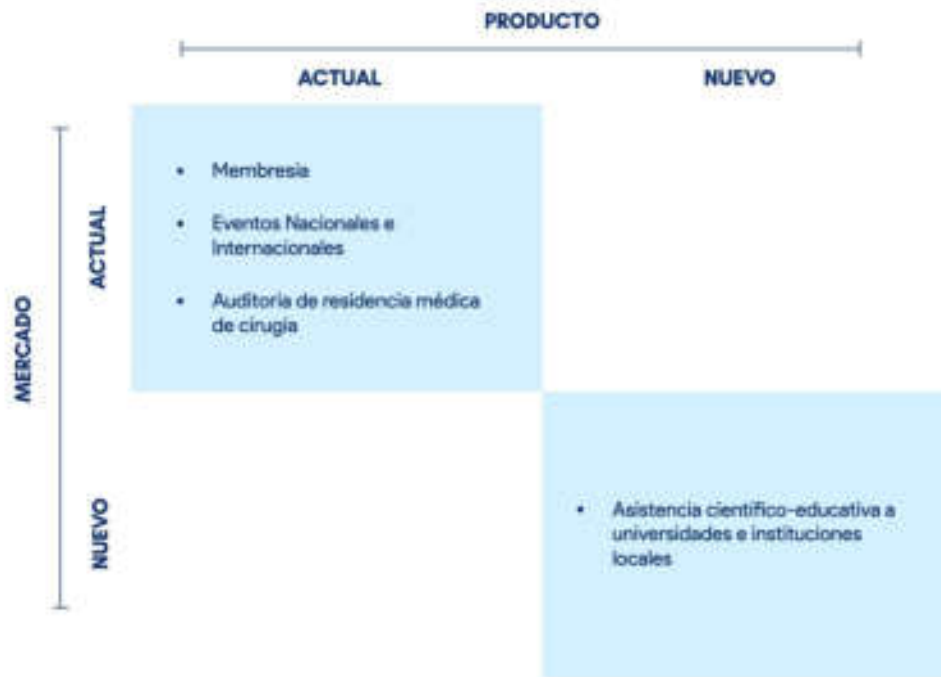 PRODUCTO
ACTUAL
NUEVO
MERCADO
ACTUAL
• Membresia
• Eventos Nacionales e
Internacionales
• Auditoria de residencia médica
de cirugía
NUEVO
• Asistencia científico-educativa a
universidades e instituciones
locales